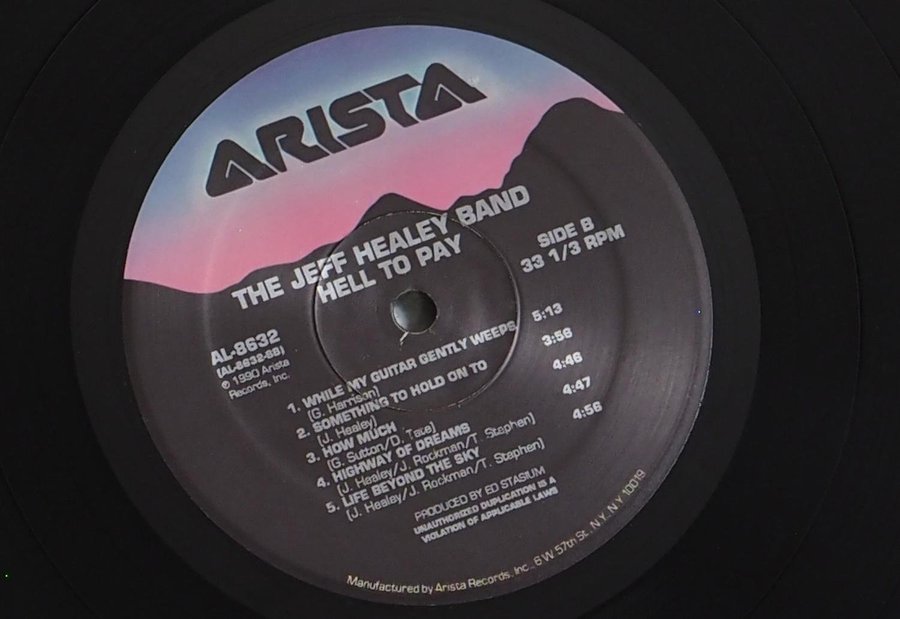 ARISTA
THE JEFF HEALEY BAND
HELL TO PAY
SIDE B
33 1/3 RPM
AL-8632
(AL-8632-SB)
℗ 1990 Arista
Records, Inc.
1. WHILE MY GUITAR GENTLY WEEPS 5:13
(G. Harrison)
2. SOMETHING TO HOLD ON TO 3:56
(J. Healey)
3. HOW MUCH 4:46
(G. Sutton/D. Tate)
4. HIGHWAY OF DREAMS 4:47
(J. Healey/J. Rockman/T. Stephen)
5. LIFE BEYOND THE SKY 4:56
(J. Healey/J. Rockman/T. Stephen)
PRODUCED BY ED STASIUM
UNAUTHORIZED DUPLICATION IS A
VIOLATION OF APPLICABLE LAWS
Manufactured by Arista Records, Inc., 6 W. 57th St., N.Y. N.Y. 10019